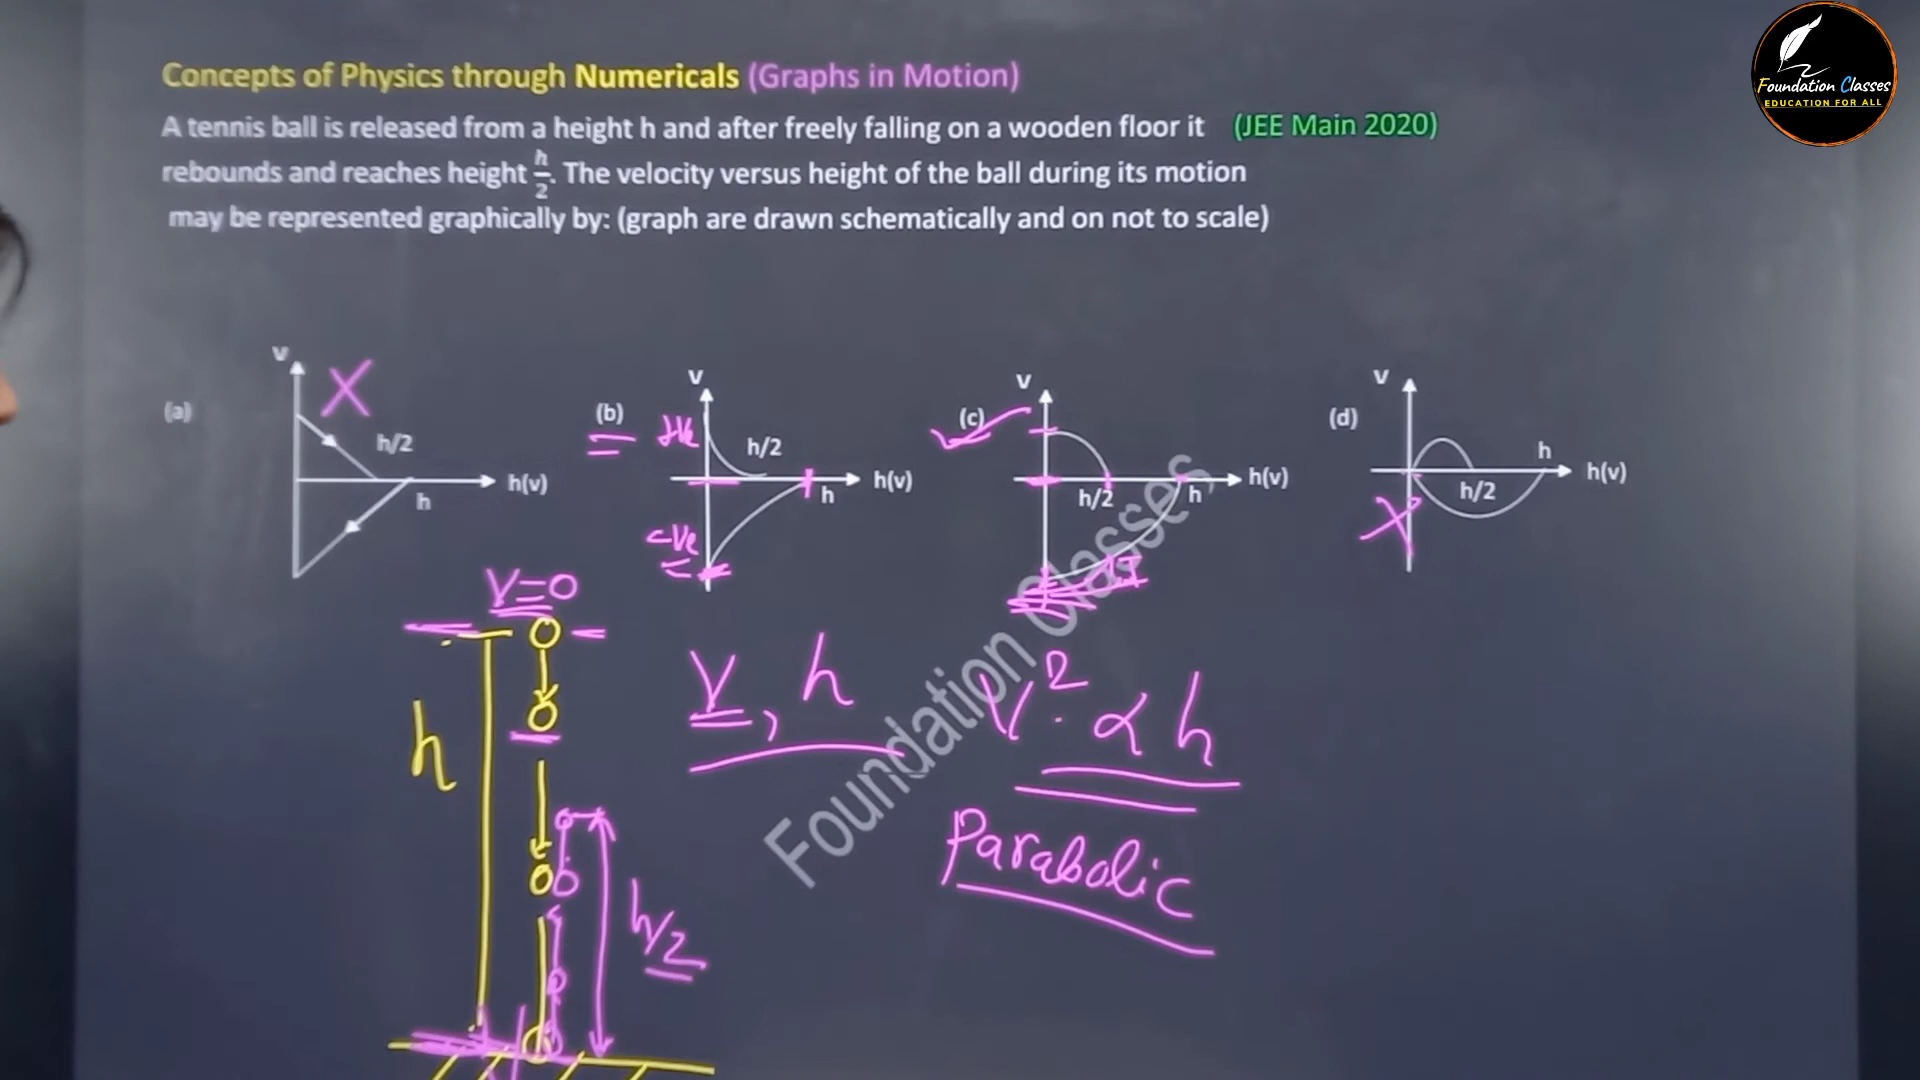 Foundation Classes
EDUCATION FOR ALL
Concepts of Physics through Numericals (Graphs in Motion)
A tennis ball is released from a height h and after freely falling on a wooden floor it (JEE Main 2020)
rebounds and reaches height h/2. The velocity versus height of the ball during its motion
may be represented graphically by: (graph are drawn schematically and on not to scale)
(a) v X h/2 h h(v)
(b) v +ve h/2 h h(v) -ve
(c) v h/2 h h(v)
(d) v h h/2 h(v) X
V=0
h
V, h
V² α h
Parabolic
h/2
Foundation Classes